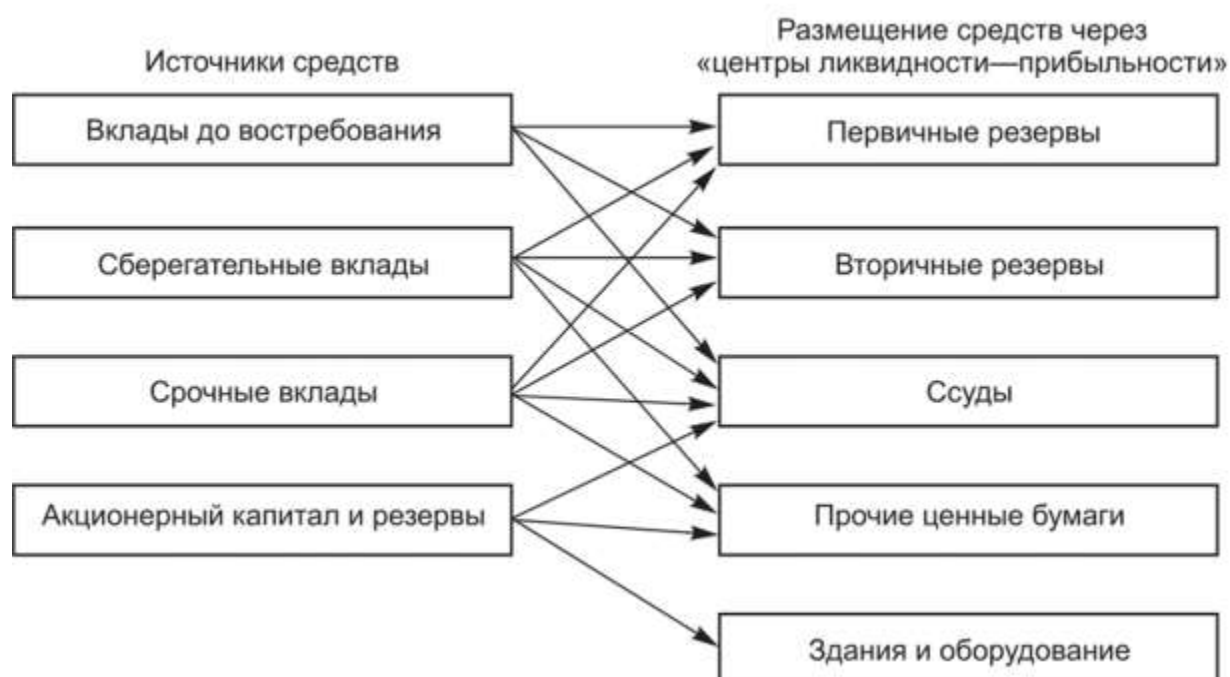 Источники средств
Размещение средств через
«центры ликвидности—прибыльности»
Вклады до востребования
Первичные резервы
Сберегательные вклады
Вторичные резервы
Срочные вклады
Ссуды
Акционерный капитал и резервы
Прочие ценные бумаги
Здания и оборудование